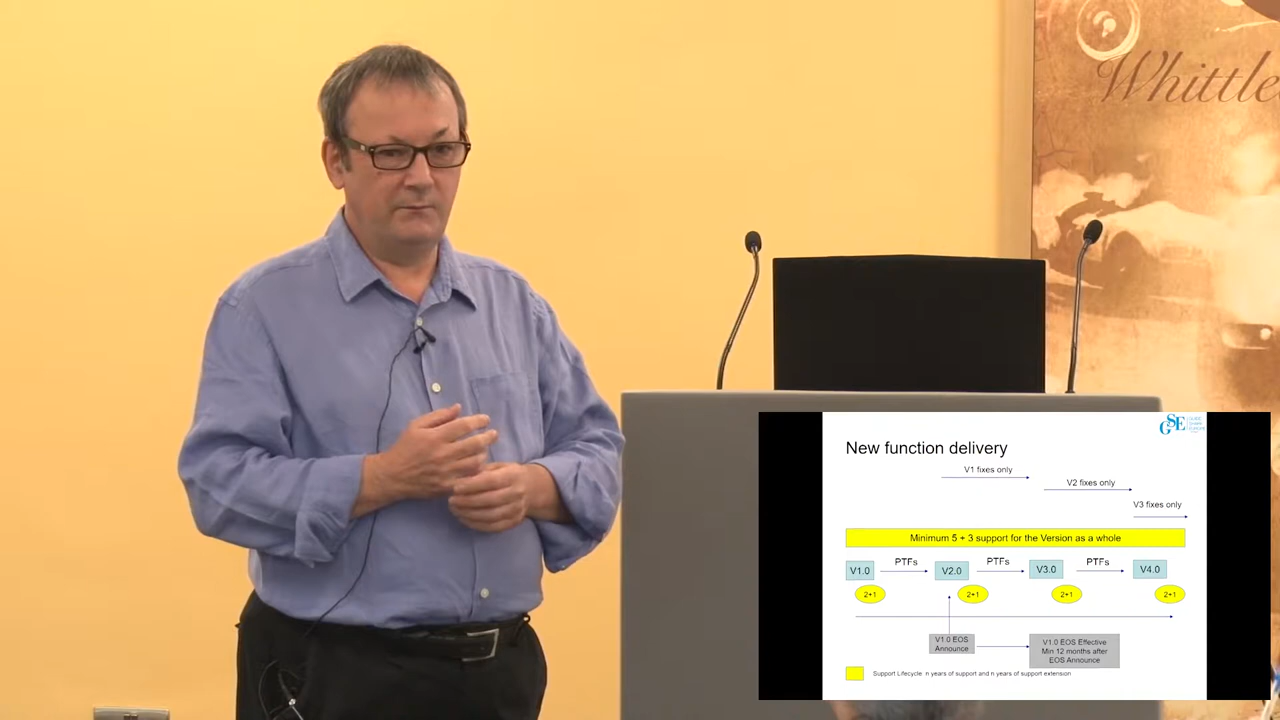 Whittle
GSE
New function delivery
V1 fixes only
V2 fixes only
V3 fixes only
Minimum 5 + 3 support for the Version as a whole
V1.0
PTFs
V2.0
PTFs
V3.0
PTFs
V4.0
2+1
2+1
2+1
2+1
V1.0 EOS
Announce
V1.0 EOS Effective
Min 12 months after
EOS Announce
Support Lifecycle n years of support and n years of support extension